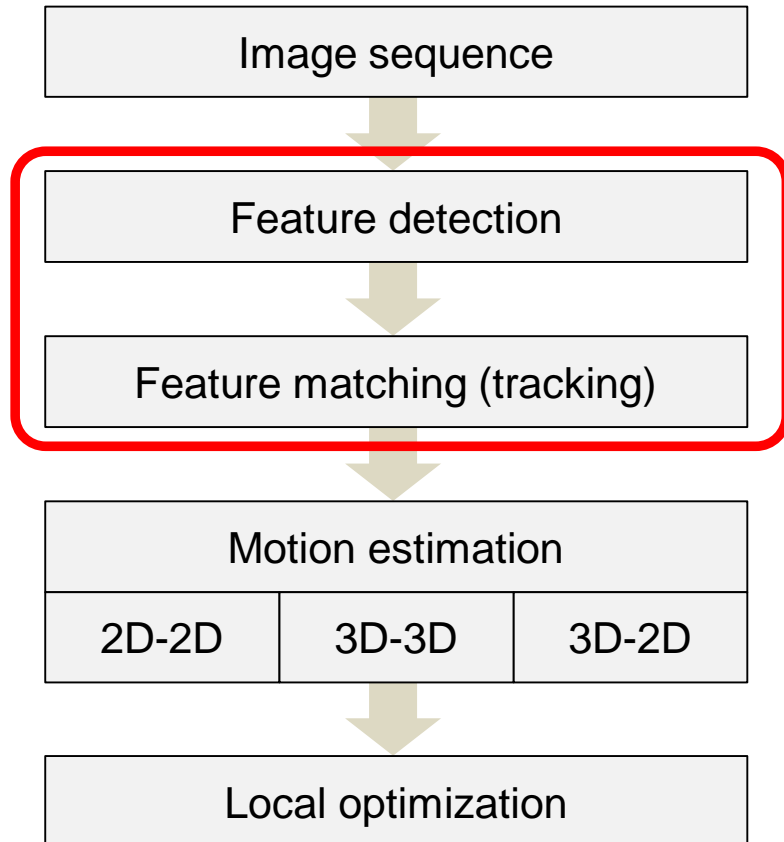 Image sequence
Feature detection
Feature matching (tracking)
Motion estimation
2D-2D 3D-3D 3D-2D
Local optimization